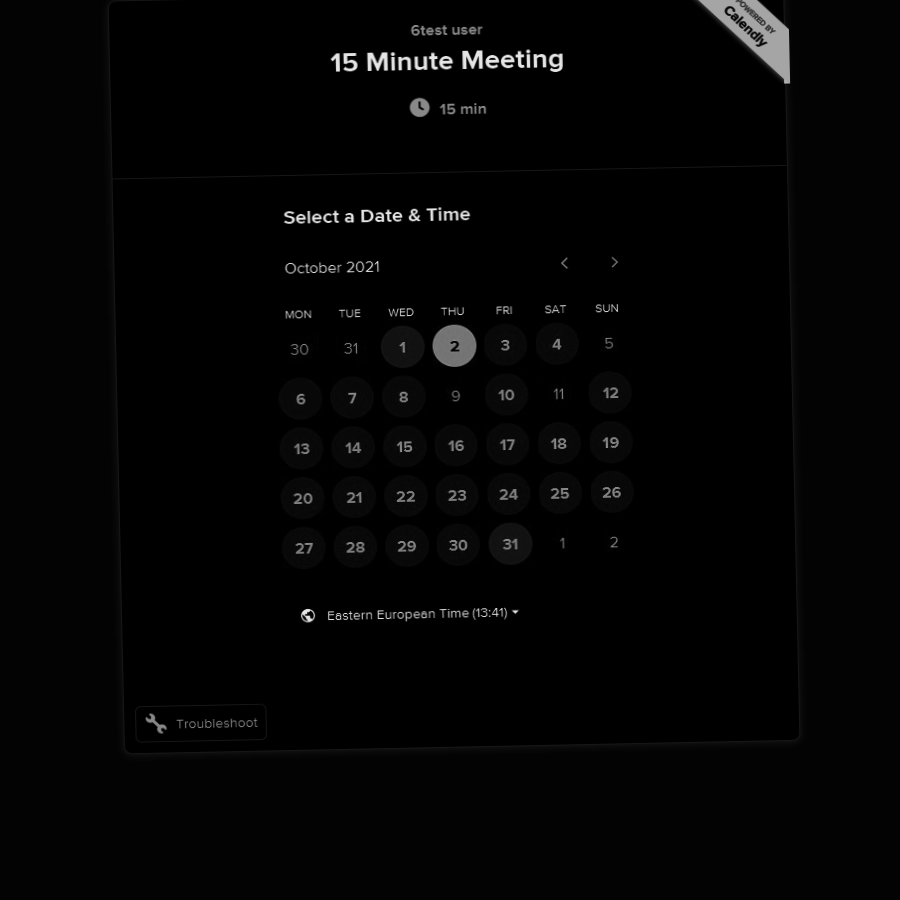 POWERED BY
Calendly
6test user
15 Minute Meeting
15 min
Select a Date & Time
October 2021
MON TUE WED THU FRI SAT SUN
30 31 1 2 3 4 5
6 7 8 9 10 11 12
13 14 15 16 17 18 19
20 21 22 23 24 25 26
27 28 29 30 31 1 2
Eastern European Time (13:41)
Troubleshoot